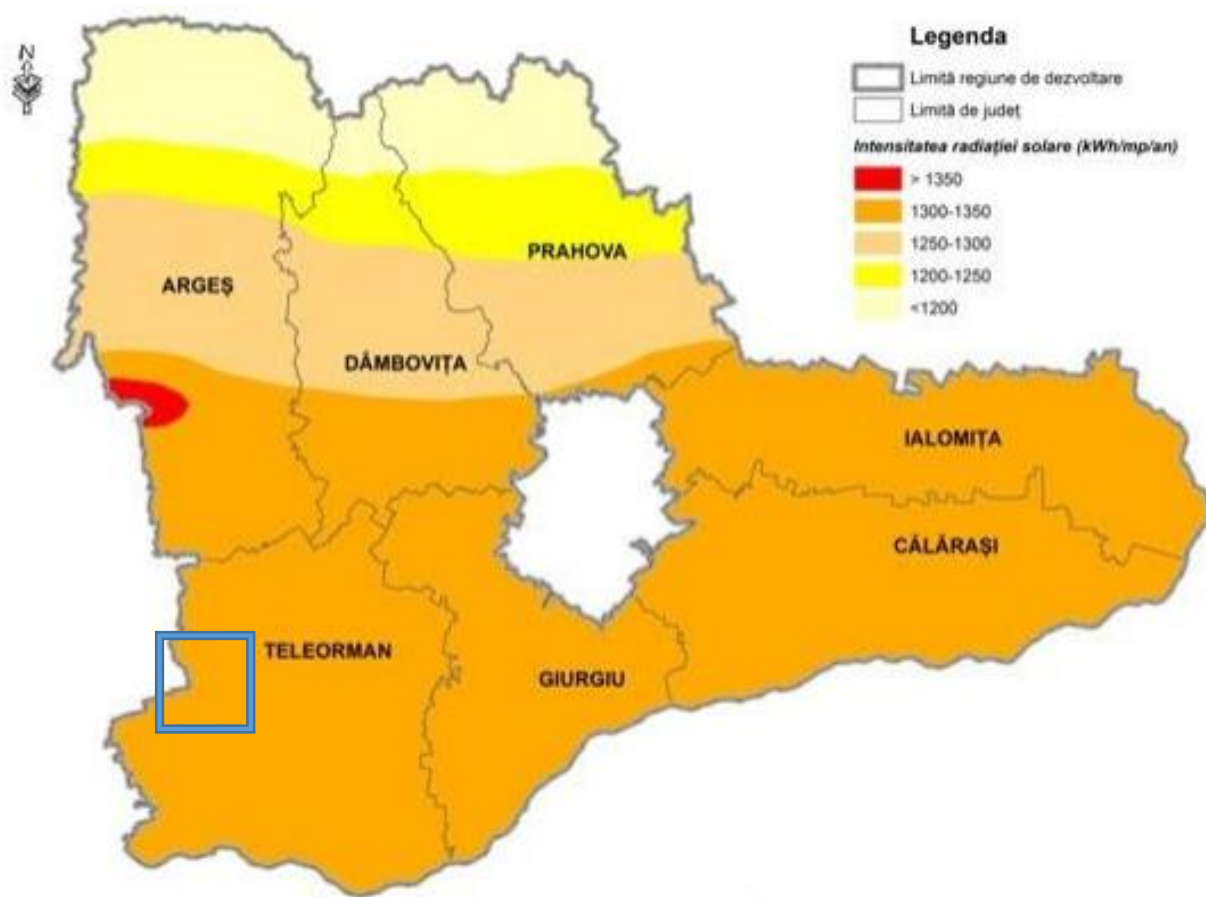 N
Legenda
Limită regiune de dezvoltare
Limită de județ
Intensitatea radiației solare (kWh/mp/an)
> 1350
1300-1350
1250-1300
1200-1250
<1200
PRAHOVA
ARGEȘ
DÂMBOVIȚA
IALOMIȚA
CĂLĂRAȘI
TELEORMAN
GIURGIU